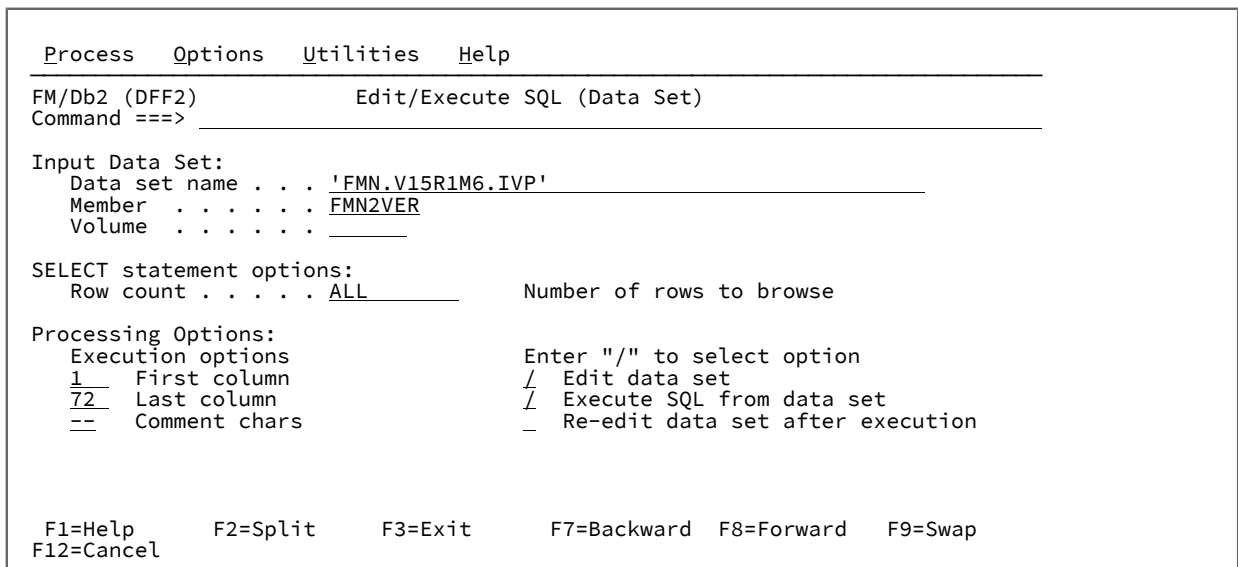 Process   Options   Utilities   Help
FM/Db2 (DFF2)   Edit/Execute SQL (Data Set)
Command ===>
Input Data Set:
Data set name . . . 'FMN.V15R1M6.IVP'
Member . . . . . . FMN2VER
Volume . . . . . .
SELECT statement options:
Row count . . . . . ALL   Number of rows to browse
Processing Options:
Execution options   Enter "/" to select option
1   First column   /   Edit data set
72   Last column   /   Execute SQL from data set
--   Comment chars   Re-edit data set after execution
F1=Help   F2=Split   F3=Exit   F7=Backward   F8=Forward   F9=Swap
F12=Cancel